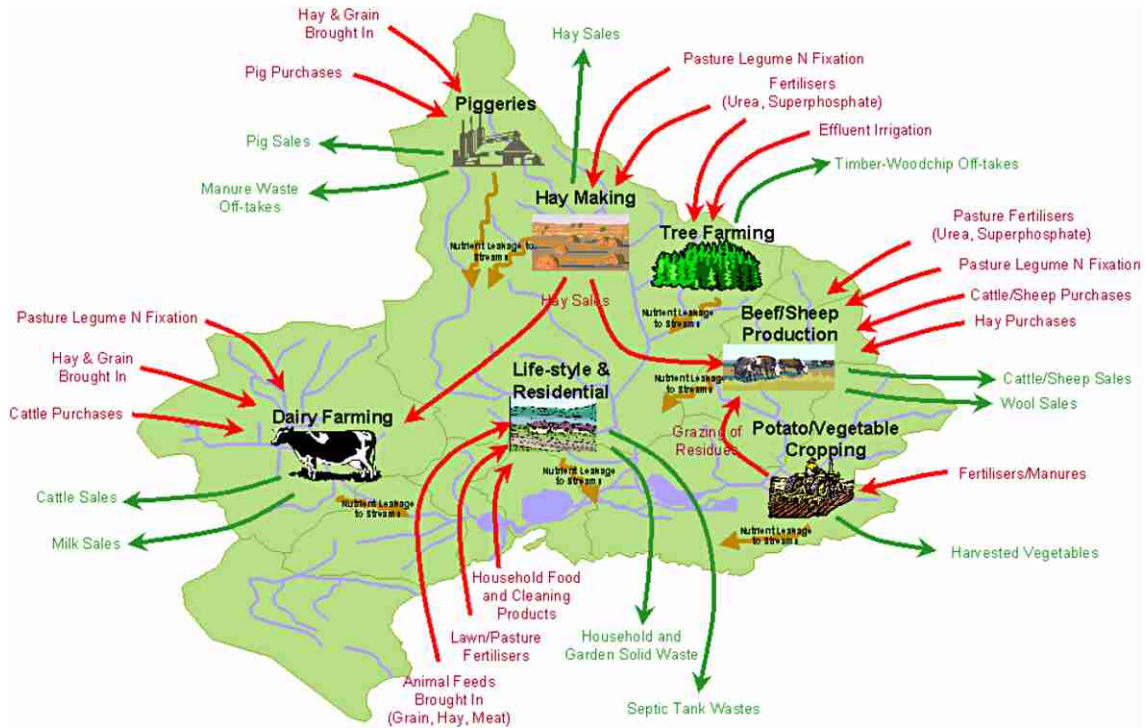 Hay & Grain
Brought In
Pig Purchases
Piggeries
Pig Sales
Manure Waste
Off-takes
Hay Sales
Pasture Legume N Fixation
Fertilisers
(Urea, Superphosphate)
Effluent Irrigation
Timber-Woodchip Off-takes
Hay Making
Nutrient Leakage to
Streams
Tree Farming
Pasture Fertilisers
(Urea, Superphosphate)
Pasture Legume N Fixation
Cattle/Sheep Purchases
Hay Purchases
Hay Sales
Nutrient Leakage
to Streams
Beef/Sheep
Production
Pasture Legume N Fixation
Hay & Grain
Brought In
Cattle Purchases
Dairy Farming
Life-style &
Residential
Nutrient Leakage
to Streams
Cattle/Sheep Sales
Wool Sales
Grazing of
Residues
Potato/Vegetable
Cropping
Fertilisers/Manures
Cattle Sales
Milk Sales
Nutrient Leakage
to Streams
Nutrient Leakage
to Streams
Nutrient Leakage
to Streams
Harvested Vegetables
Household Food
and Cleaning
Products
Lawn/Pasture
Fertilisers
Animal Feeds
Brought In
(Grain, Hay, Meat)
Household and
Garden Solid Waste
Septic Tank Wastes